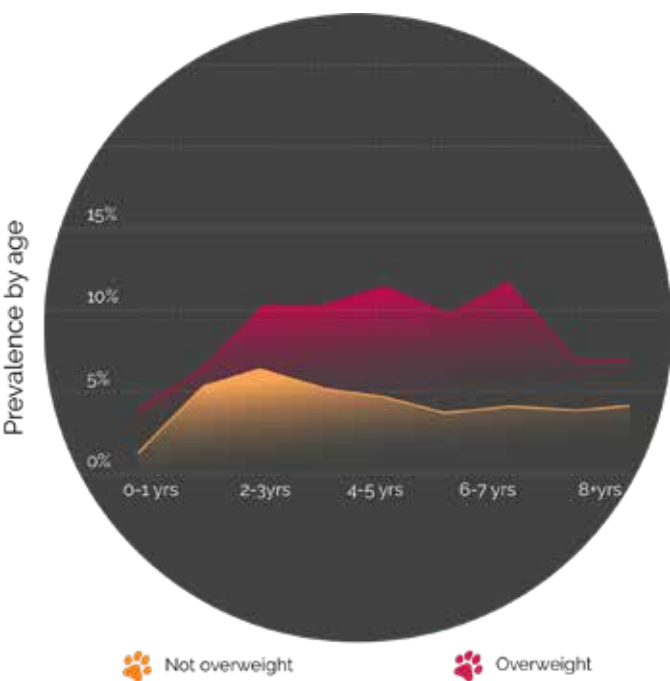 Prevalence by age
15%
10%
5%
0%
0-1 yrs
2-3yrs
4-5 yrs
6-7 yrs
8+yrs
Not overweight
Overweight